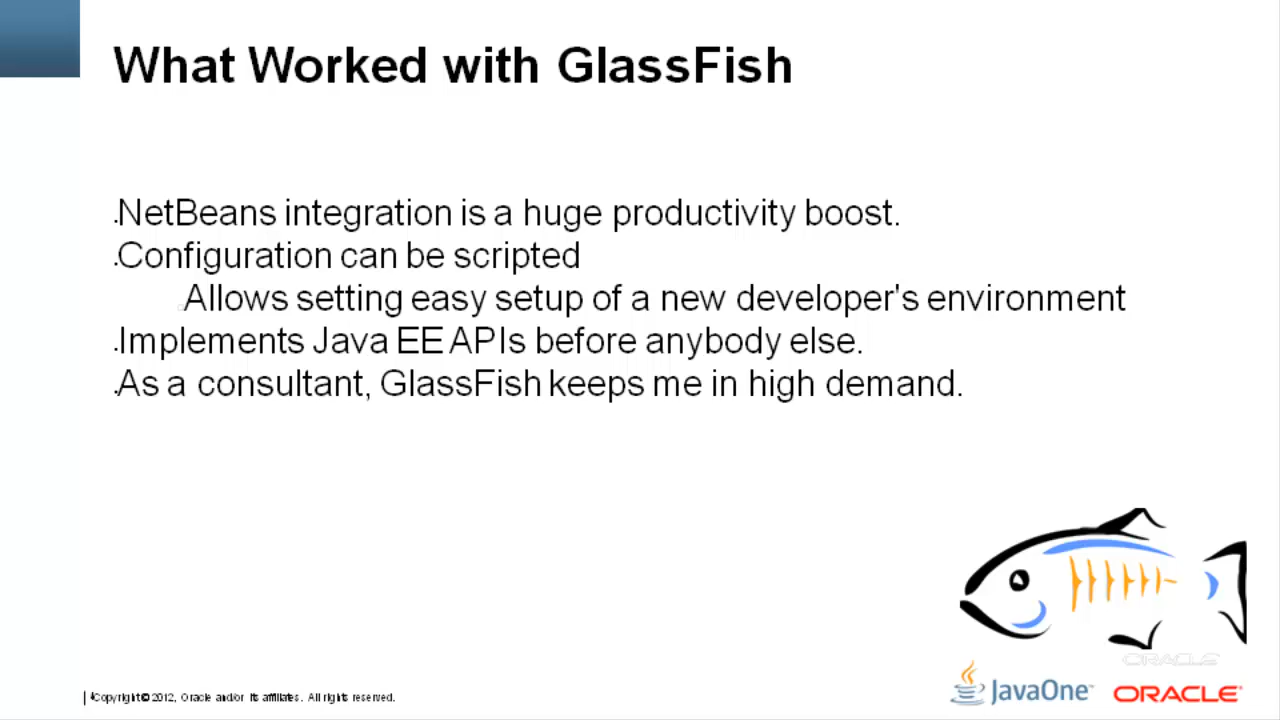 What Worked with GlassFish
NetBeans integration is a huge productivity boost.
Configuration can be scripted
Allows setting easy setup of a new developer's environment
Implements Java EE APIs before anybody else.
As a consultant, GlassFish keeps me in high demand.
ORACLE
JavaOne™ ORACLE®
Copyright © 2012, Oracle and/or its affiliates. All rights reserved.